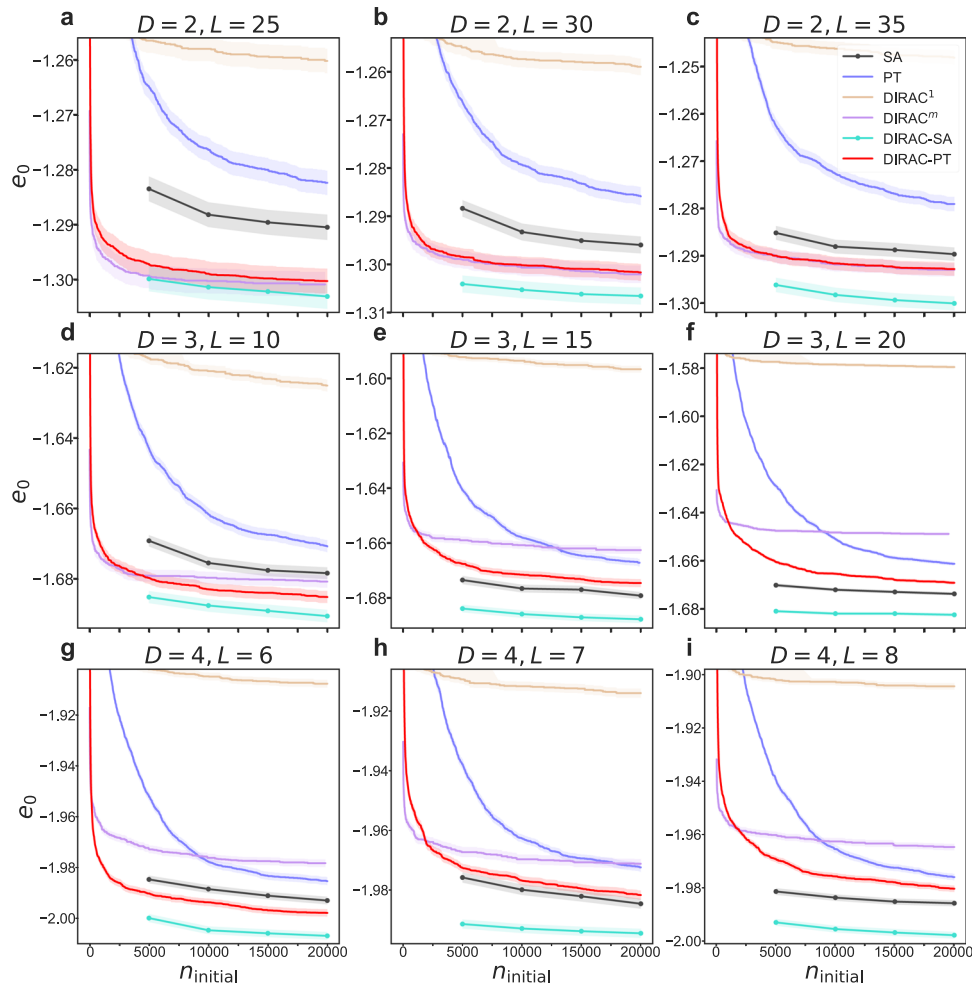 a
D = 2, L = 25
b
D = 2, L = 30
c
D = 2, L = 35
−1.26
−1.27
−1.28
−1.29
−1.30
e₀
−1.26
−1.27
−1.28
−1.29
−1.30
−1.31
−1.25
−1.26
−1.27
−1.28
−1.29
−1.30
SA
PT
DIRAC¹
DIRACᵐ
DIRAC-SA
DIRAC-PT
d
D = 3, L = 10
e
D = 3, L = 15
f
D = 3, L = 20
−1.62
−1.64
−1.66
−1.68
e₀
−1.60
−1.62
−1.64
−1.66
−1.68
−1.58
−1.60
−1.62
−1.64
−1.66
−1.68
g
D = 4, L = 6
h
D = 4, L = 7
i
D = 4, L = 8
−1.92
−1.94
−1.96
−1.98
−2.00
e₀
−1.92
−1.94
−1.96
−1.98
−1.90
−1.92
−1.94
−1.96
−1.98
−2.00
0 5000 10000 15000 20000
0 5000 10000 15000 20000
0 5000 10000 15000 20000
n_initial
n_initial
n_initial